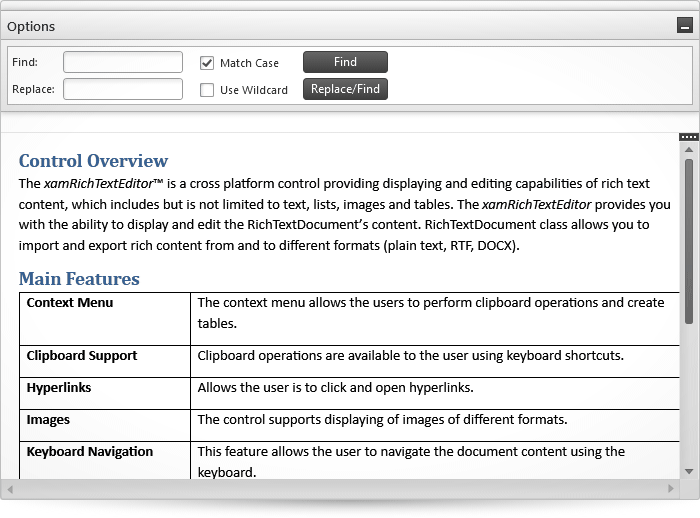 Options
Find:
Match Case
Find
Replace:
Use Wildcard
Replace/Find
Control Overview
The xamRichTextEditor™ is a cross platform control providing displaying and editing capabilities of rich text
content, which includes but is not limited to text, lists, images and tables. The xamRichTextEditor provides you
with the ability to display and edit the RichTextDocument's content. RichTextDocument class allows you to
import and export rich content from and to different formats (plain text, RTF, DOCX).
Main Features
Context Menu
The context menu allows the users to perform clipboard operations and create
tables.
Clipboard Support
Clipboard operations are available to the user using keyboard shortcuts.
Hyperlinks
Allows the user is to click and open hyperlinks.
Images
The control supports displaying of images of different formats.
Keyboard Navigation
This feature allows the user to navigate the document content using the
keyboard.